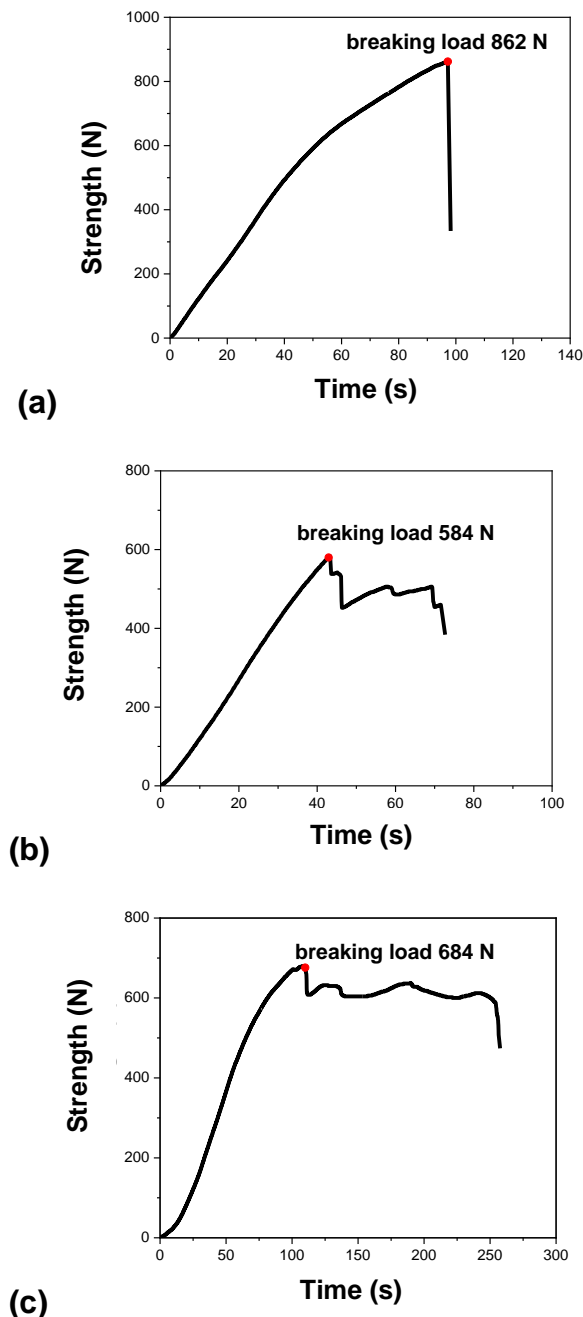 1000
breaking load 862 N
800
600
400
200
0
Strength (N)
0 20 40 60 80 100 120 140
Time (s)
(a)
800
breaking load 584 N
600
400
200
0
Strength (N)
0 20 40 60 80 100
Time (s)
(b)
800
breaking load 684 N
600
400
200
0
Strength (N)
0 50 100 150 200 250 300
Time (s)
(c)